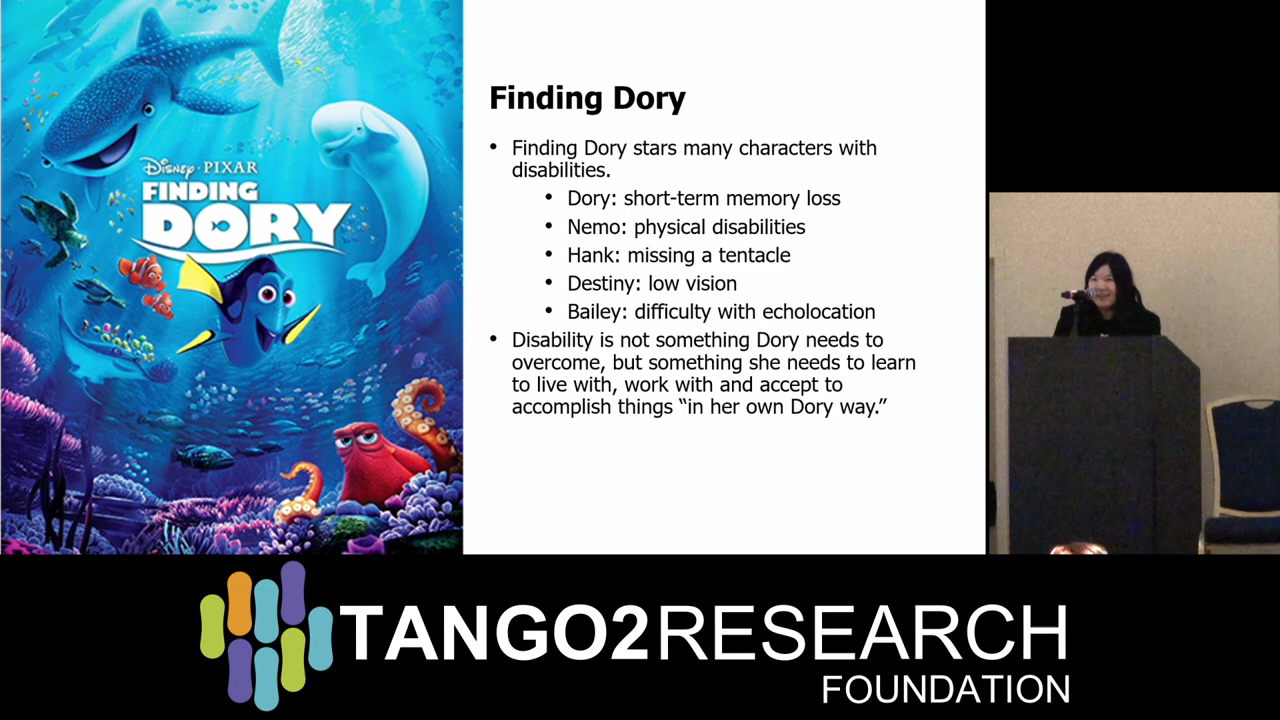 Disney · PIXAR
FINDING
DORY
Finding Dory
• Finding Dory stars many characters with
disabilities.
• Dory: short-term memory loss
• Nemo: physical disabilities
• Hank: missing a tentacle
• Destiny: low vision
• Bailey: difficulty with echolocation
• Disability is not something Dory needs to
overcome, but something she needs to learn
to live with, work with and accept to
accomplish things “in her own Dory way.”
TANGO2RESEARCH
FOUNDATION